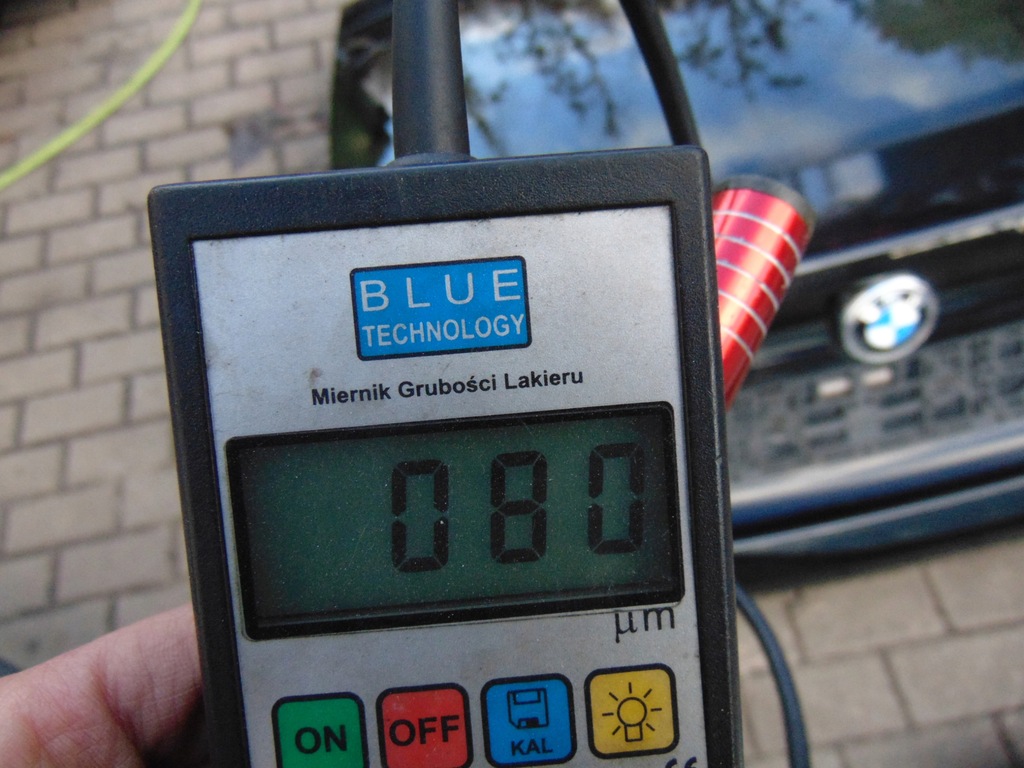 BLUE
TECHNOLOGY
Miernik Grubości Lakieru
080
µm
ON
OFF
KAL